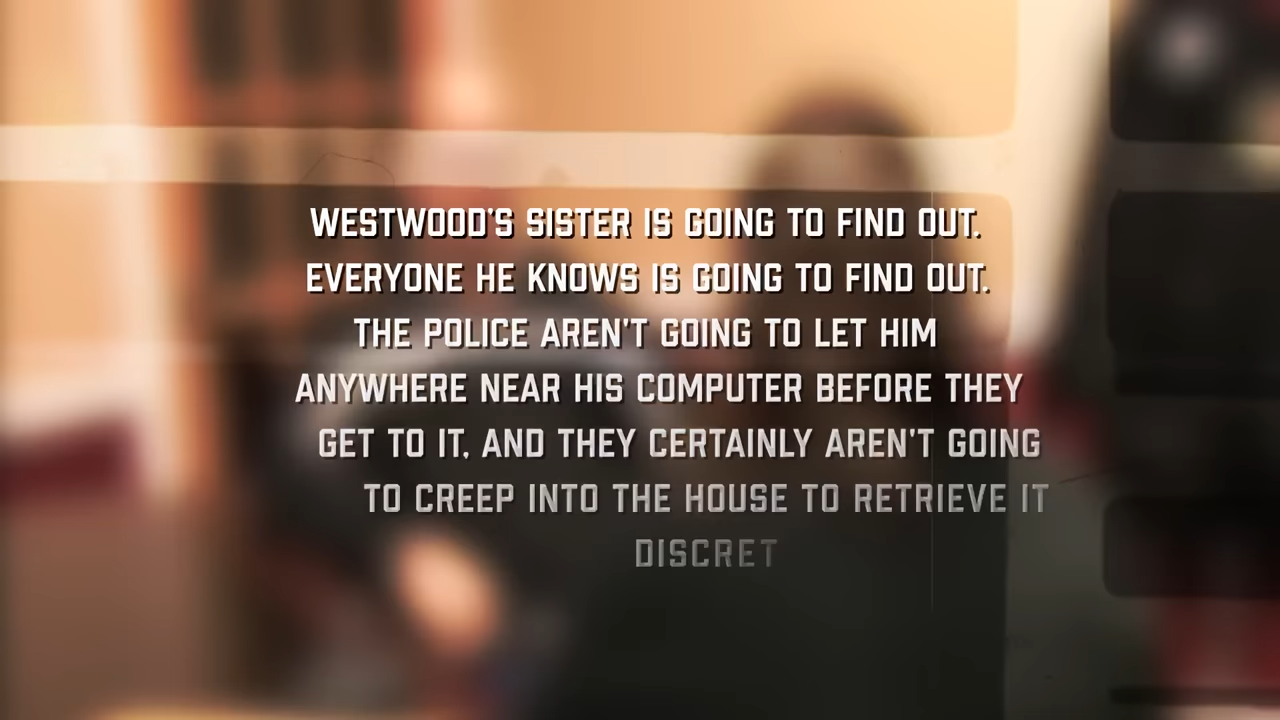 WESTWOOD'S SISTER IS GOING TO FIND OUT.
EVERYONE HE KNOWS IS GOING TO FIND OUT.
THE POLICE AREN'T GOING TO LET HIM
ANYWHERE NEAR HIS COMPUTER BEFORE THEY
GET TO IT, AND THEY CERTAINLY AREN'T GOING
TO CREEP INTO THE HOUSE TO RETRIEVE IT
DISCRET